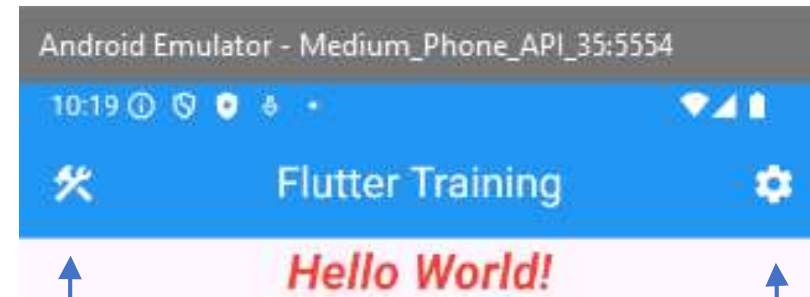 Android Emulator - Medium_Phone_API_35:5554
10:19
Flutter Training
Hello World!